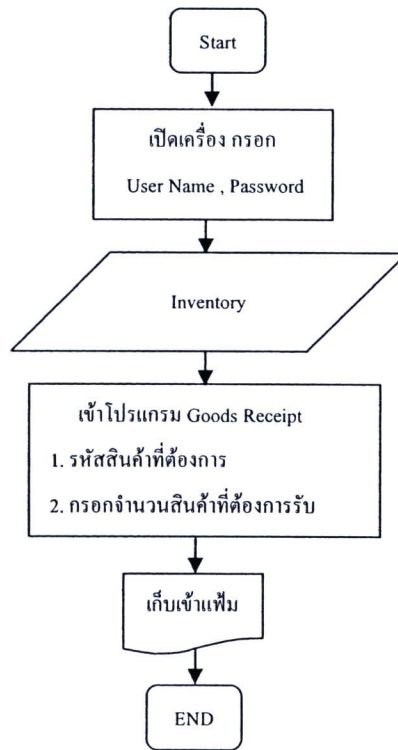 Start
เปิดเครื่อง กรอก
User Name , Password
Inventory
เข้าโปรแกรม Goods Receipt
1. รหัสสินค้าที่ต้องการ
2. กรอกจำนวนสินค้าที่ต้องการรับ
เก็บเข้าแฟ้ม
END